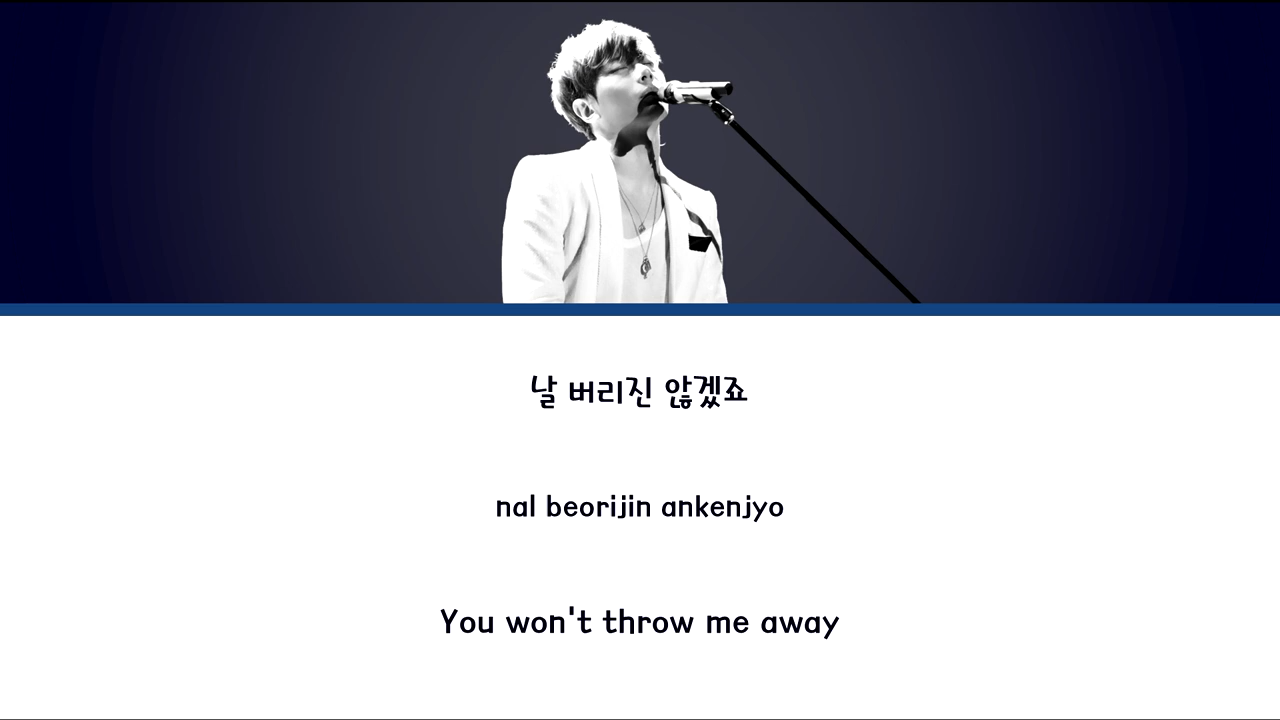 날 버리진 않겠죠
nal beorijin ankenjyo
You won't throw me away